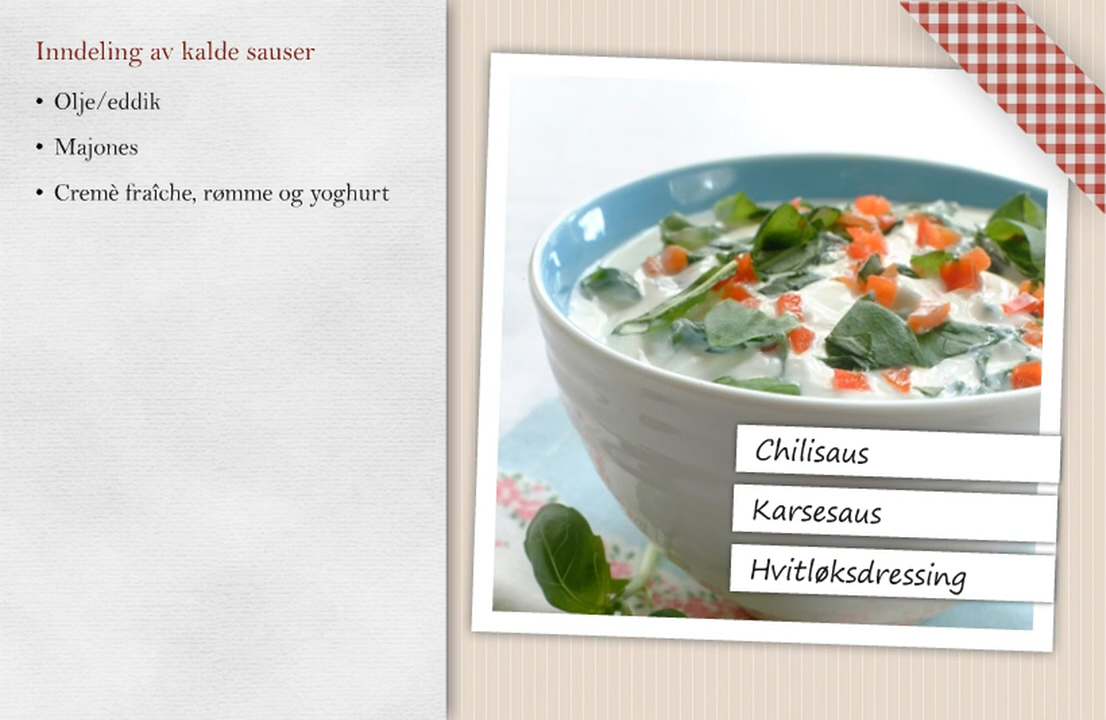 Inndeling av kalde sauser
• Olje/eddik
• Majones
• Cremè fraîche, rømme og yoghurt
Chilisaus
Karsesaus
Hvitløksdressing